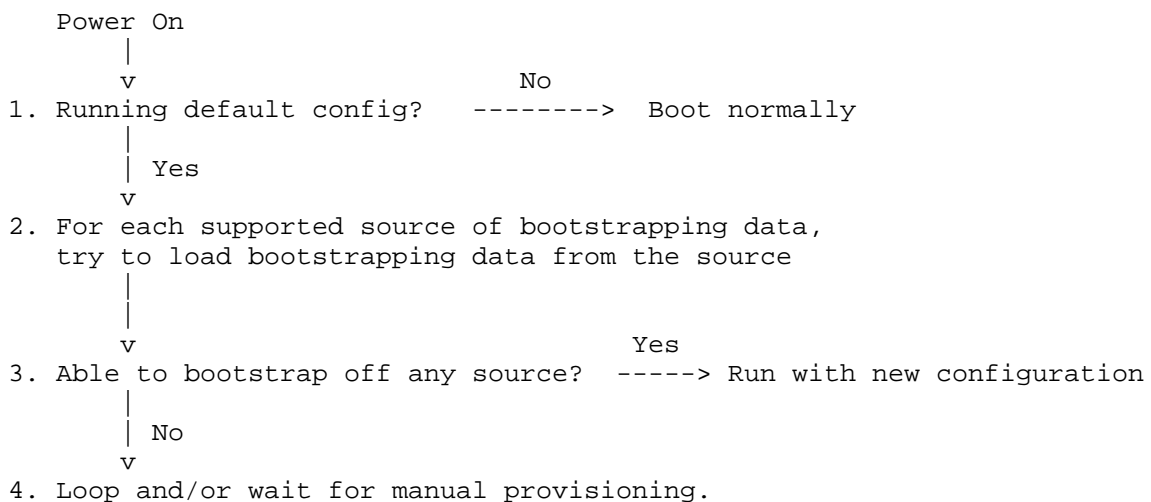 Power On
|
v No
1. Running default config? --------> Boot normally
|
| Yes
v
2. For each supported source of bootstrapping data,
try to load bootstrapping data from the source
|
|
v Yes
3. Able to bootstrap off any source? -----> Run with new configuration
|
| No
v
4. Loop and/or wait for manual provisioning.